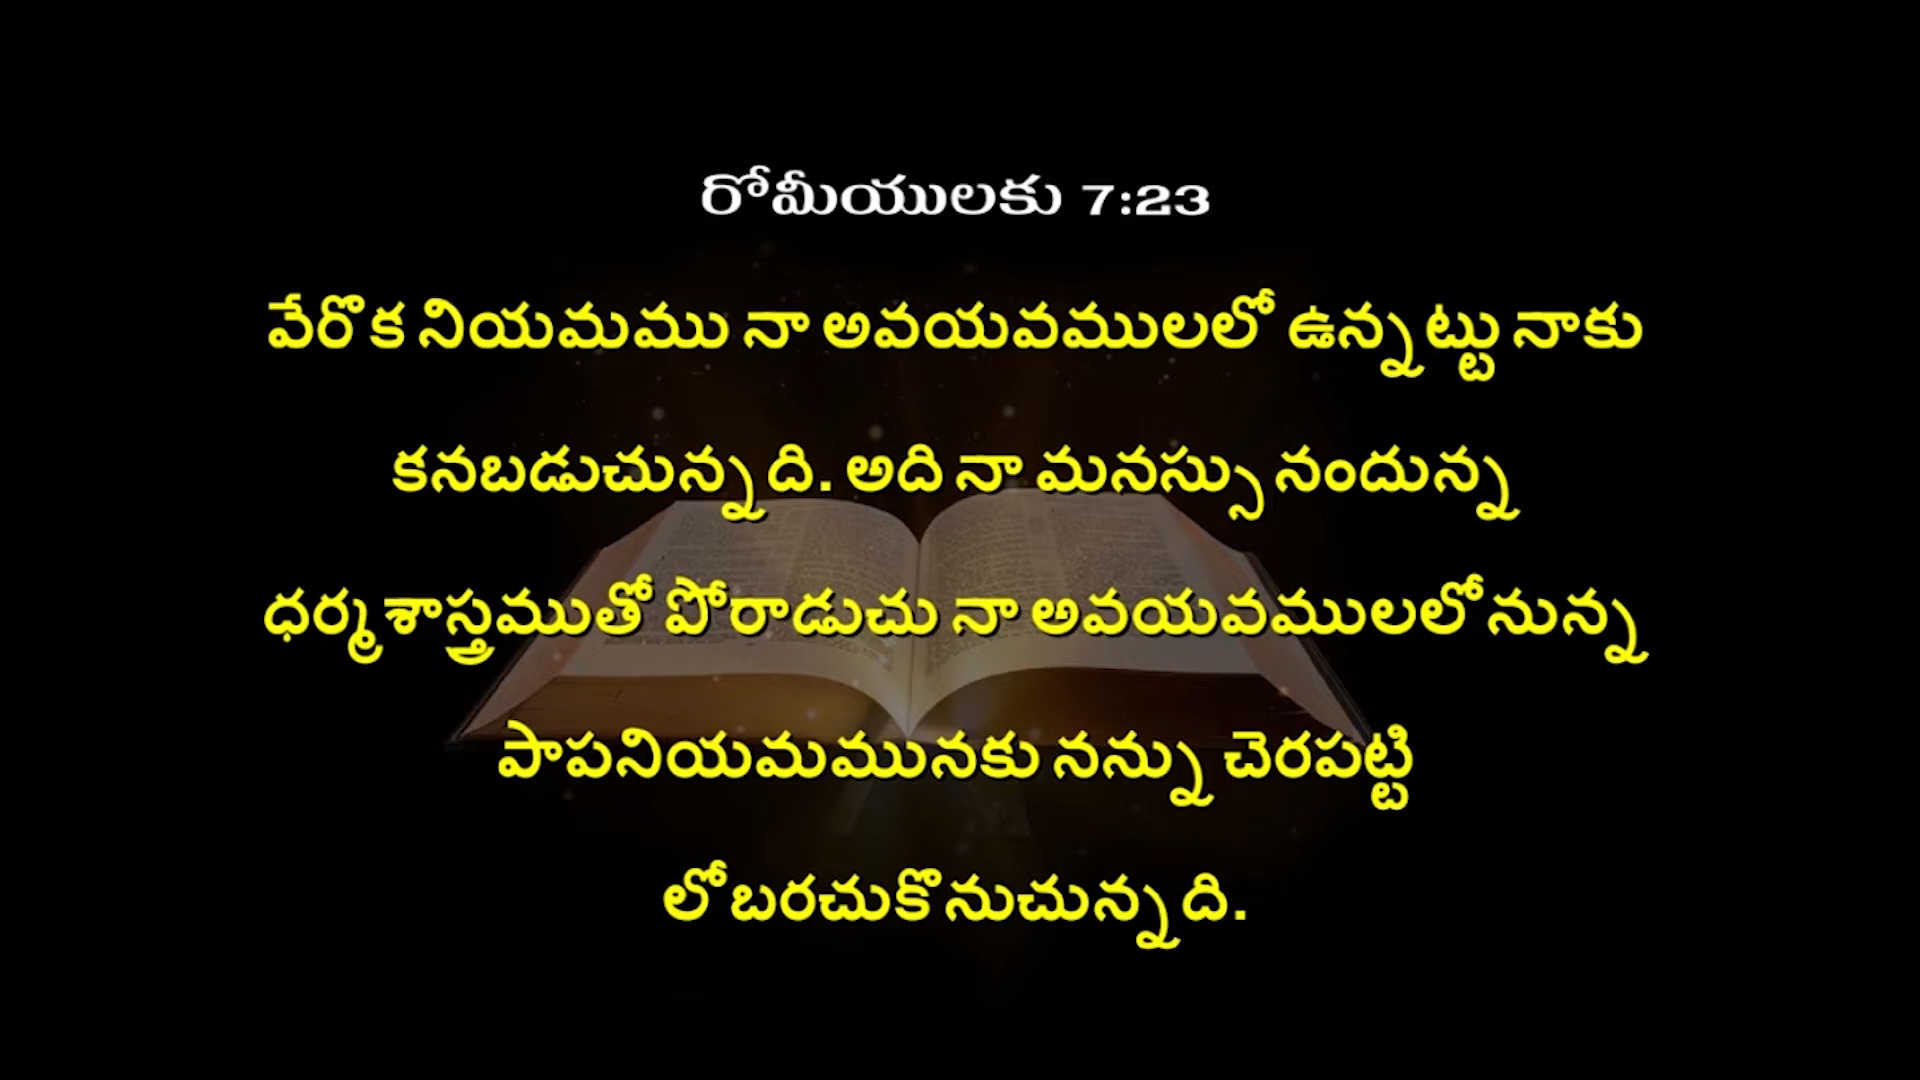 రోమీయులకు 7:23
వేరొక నియమము నా అవయవములలో ఉన్నట్టు నాకు
కనబడుచున్నది. అది నా మనస్సు నందున్న
ధర్మశాస్త్రముతో పోరాడుచు నా అవయవములలోనున్న
పాపనియమమునకు నన్ను చెరపట్టి
లోబరచుకొనుచున్నది.